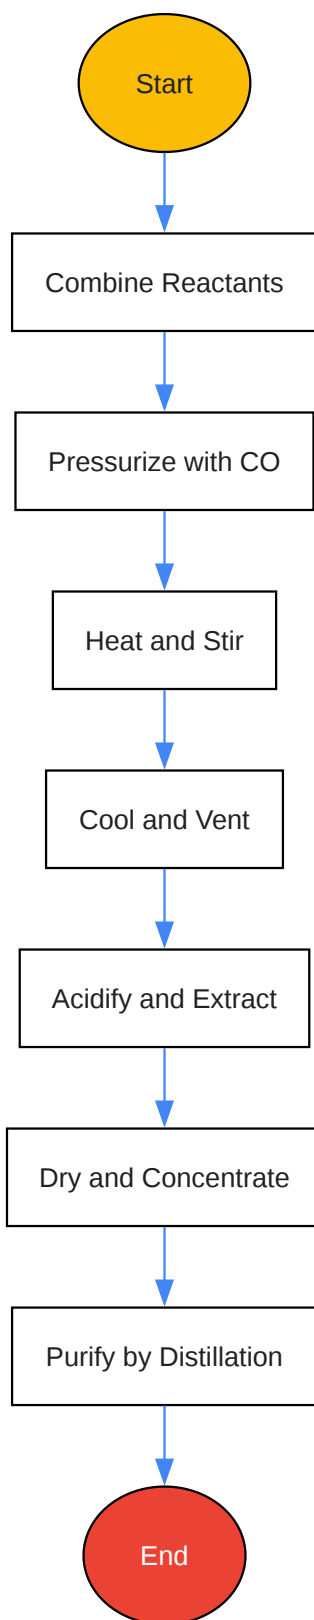 Start
Combine Reactants
Pressurize with CO
Heat and Stir
Cool and Vent
Acidify and Extract
Dry and Concentrate
Purify by Distillation
End